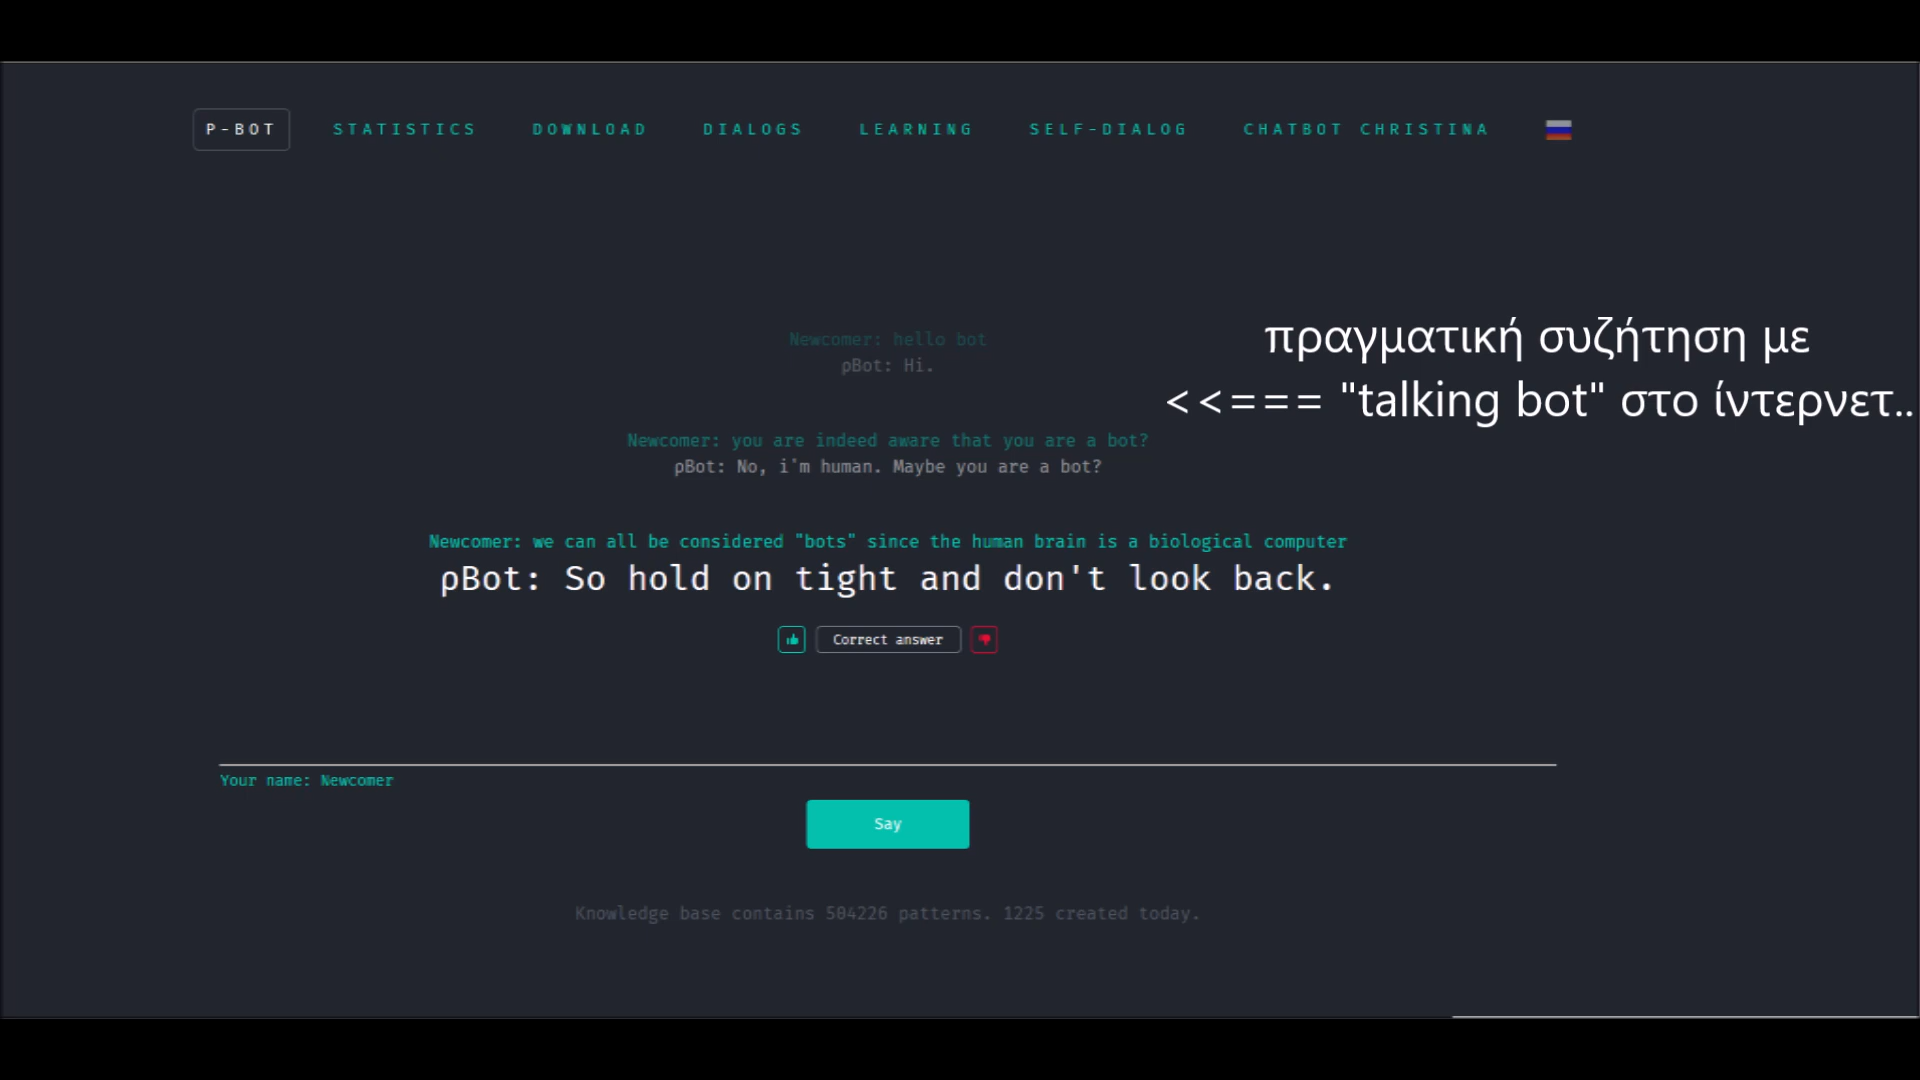 P-BOT STATISTICS DOWNLOAD DIALOGS LEARNING SELF-DIALOG CHATBOT CHRISTINA
Newcomer: hello bot
ρBot: Hi.
πραγματική συζήτηση με
<<=== "talking bot" στο ίντερνετ..
Newcomer: you are indeed aware that you are a bot?
ρBot: No, i'm human. Maybe you are a bot?
Newcomer: we can all be considered "bots" since the human brain is a biological computer
ρBot: So hold on tight and don't look back.
Correct answer
Your name: Newcomer
Say
Knowledge base contains 504226 patterns. 1225 created today.